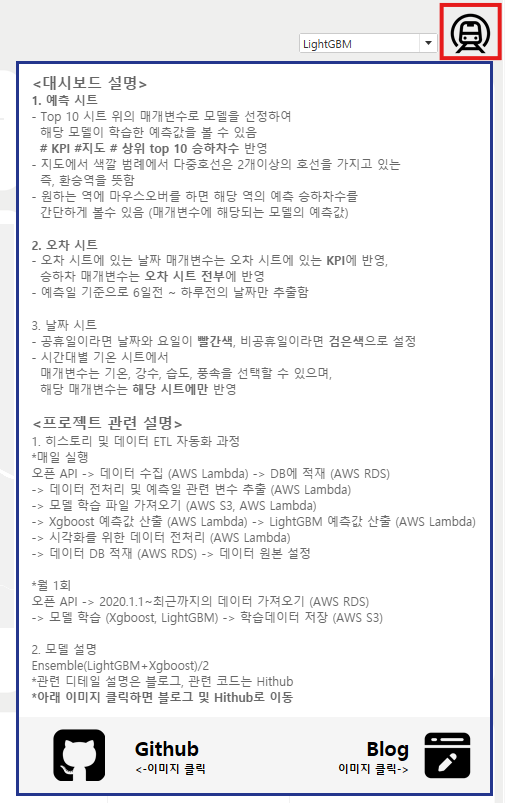 LightGBM
<대시보드 설명>
1. 예측 시트
- Top 10 시트 위의 매개변수로 모델을 선정하여
해당 모델이 학습한 예측값을 볼 수 있음
# KPI #지도 # 상위 top 10 승하차수 반영
- 지도에서 색깔 범례에서 다중호선은 2개이상의 호선을 가지고 있는
즉, 환승역을 뜻함
- 원하는 역에 마우스오버를 하면 해당 역의 예측 승하차수를
간단하게 볼수 있음 (매개변수에 해당되는 모델의 예측값)
2. 오차 시트
- 오차 시트에 있는 날짜 매개변수는 오차 시트에 있는 KPI에 반영,
승하차 매개변수는 오차 시트 전부에 반영
- 예측일 기준으로 6일전 ~ 하루전의 날짜만 추출함
3. 날짜 시트
- 공휴일이라면 날짜와 요일이 빨간색, 비공휴일이라면 검은색으로 설정
- 시간대별 기온 시트에서
매개변수는 기온, 강수, 습도, 풍속을 선택할 수 있으며,
해당 매개변수는 해당 시트에만 반영
<프로젝트 관련 설명>
1. 히스토리 및 데이터 ETL 자동화 과정
*매일 실행
오픈 API -> 데이터 수집 (AWS Lambda) -> DB에 적재 (AWS RDS)
-> 데이터 전처리 및 예측일 관련 변수 추출 (AWS Lambda)
-> 모델 학습 파일 가져오기 (AWS S3, AWS Lambda)
-> Xgboost 예측값 산출 (AWS Lambda) -> LightGBM 예측값 산출 (AWS Lambda)
-> 시각화를 위한 데이터 전처리 (AWS Lambda)
-> 데이터 DB 적재 (AWS RDS) -> 데이터 원본 설정
*월 1회
오픈 API -> 2020.1.1~최근까지의 데이터 가져오기 (AWS RDS)
-> 모델 학습 (Xgboost, LightGBM) -> 학습데이터 저장 (AWS S3)
2. 모델 설명
Ensemble(LightGBM+Xgboost)/2
*관련 디테일 설명은 블로그, 관련 코드는 Hithub
*아래 이미지 클릭하면 블로그 및 Hithub로 이동
Github
<-이미지 클릭
Blog
이미지 클릭->